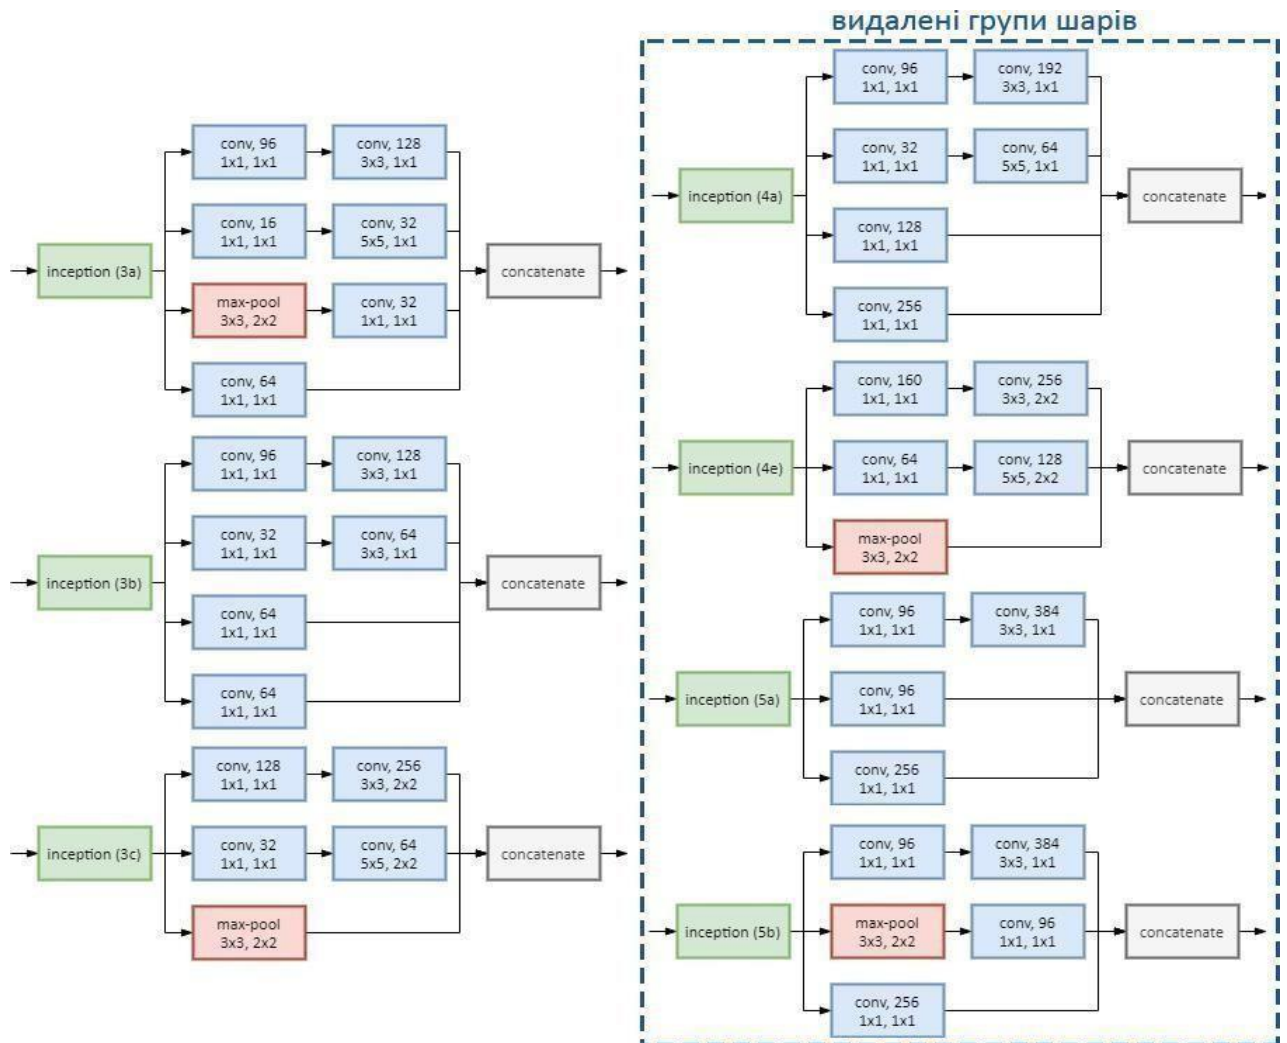 видалені групи шарів
conv, 96
1x1, 1x1
conv, 128
3x3, 1x1
conv, 16
1x1, 1x1
conv, 32
5x5, 1x1
inception (3a)
concatenate
max-pool
3x3, 2x2
conv, 32
1x1, 1x1
conv, 64
1x1, 1x1
conv, 96
1x1, 1x1
conv, 128
3x3, 1x1
conv, 32
1x1, 1x1
conv, 64
3x3, 1x1
inception (3b)
concatenate
conv, 64
1x1, 1x1
conv, 64
1x1, 1x1
conv, 128
1x1, 1x1
conv, 256
3x3, 2x2
inception (3c)
conv, 32
1x1, 1x1
conv, 64
5x5, 2x2
concatenate
max-pool
3x3, 2x2
conv, 96
1x1, 1x1
conv, 192
3x3, 1x1
conv, 32
1x1, 1x1
conv, 64
5x5, 1x1
inception (4a)
concatenate
conv, 128
1x1, 1x1
conv, 256
1x1, 1x1
conv, 160
1x1, 1x1
conv, 256
3x3, 2x2
inception (4e)
conv, 64
1x1, 1x1
conv, 128
5x5, 2x2
concatenate
max-pool
3x3, 2x2
conv, 96
1x1, 1x1
conv, 384
3x3, 1x1
inception (5a)
conv, 96
1x1, 1x1
concatenate
conv, 256
1x1, 1x1
conv, 96
1x1, 1x1
conv, 384
3x3, 1x1
inception (5b)
max-pool
3x3, 2x2
conv, 96
1x1, 1x1
concatenate
conv, 256
1x1, 1x1